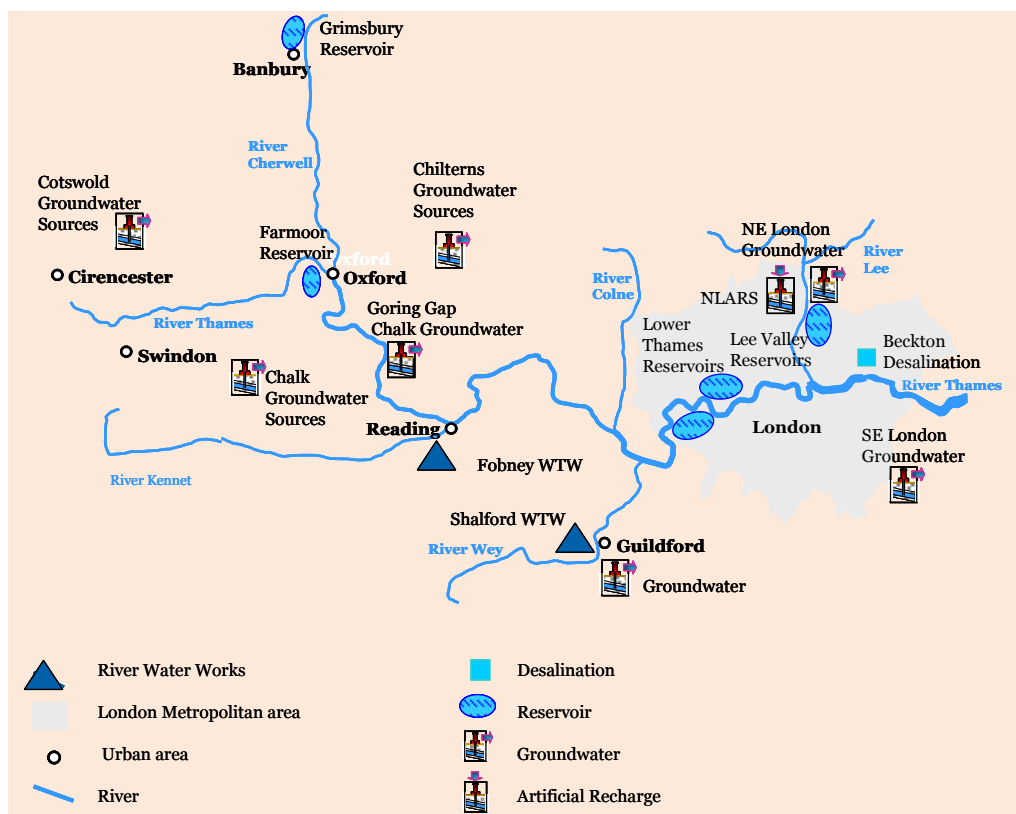 Grimsbury
Reservoir
Banbury
River
Cherwell
Chilterns
Groundwater
Sources
Cotswold
Groundwater
Sources
Farmoor
Reservoir
xford
Oxford
Cirencester
NE London
Groundwater
River
Lee
River
Colne
NLARS
Goring Gap
Chalk Groundwater
River Thames
Lower
Thames
Reservoirs
Lee Valley
Reservoirs
Beckton
Desalination
Swindon
Chalk
Groundwater
Sources
River Thames
Reading
London
SE London
Groundwater
Fobney WTW
River Kennet
Shalford WTW
River Wey
Guildford
Groundwater
River Water Works
Desalination
London Metropolitan area
Reservoir
Urban area
Groundwater
River
Artificial Recharge